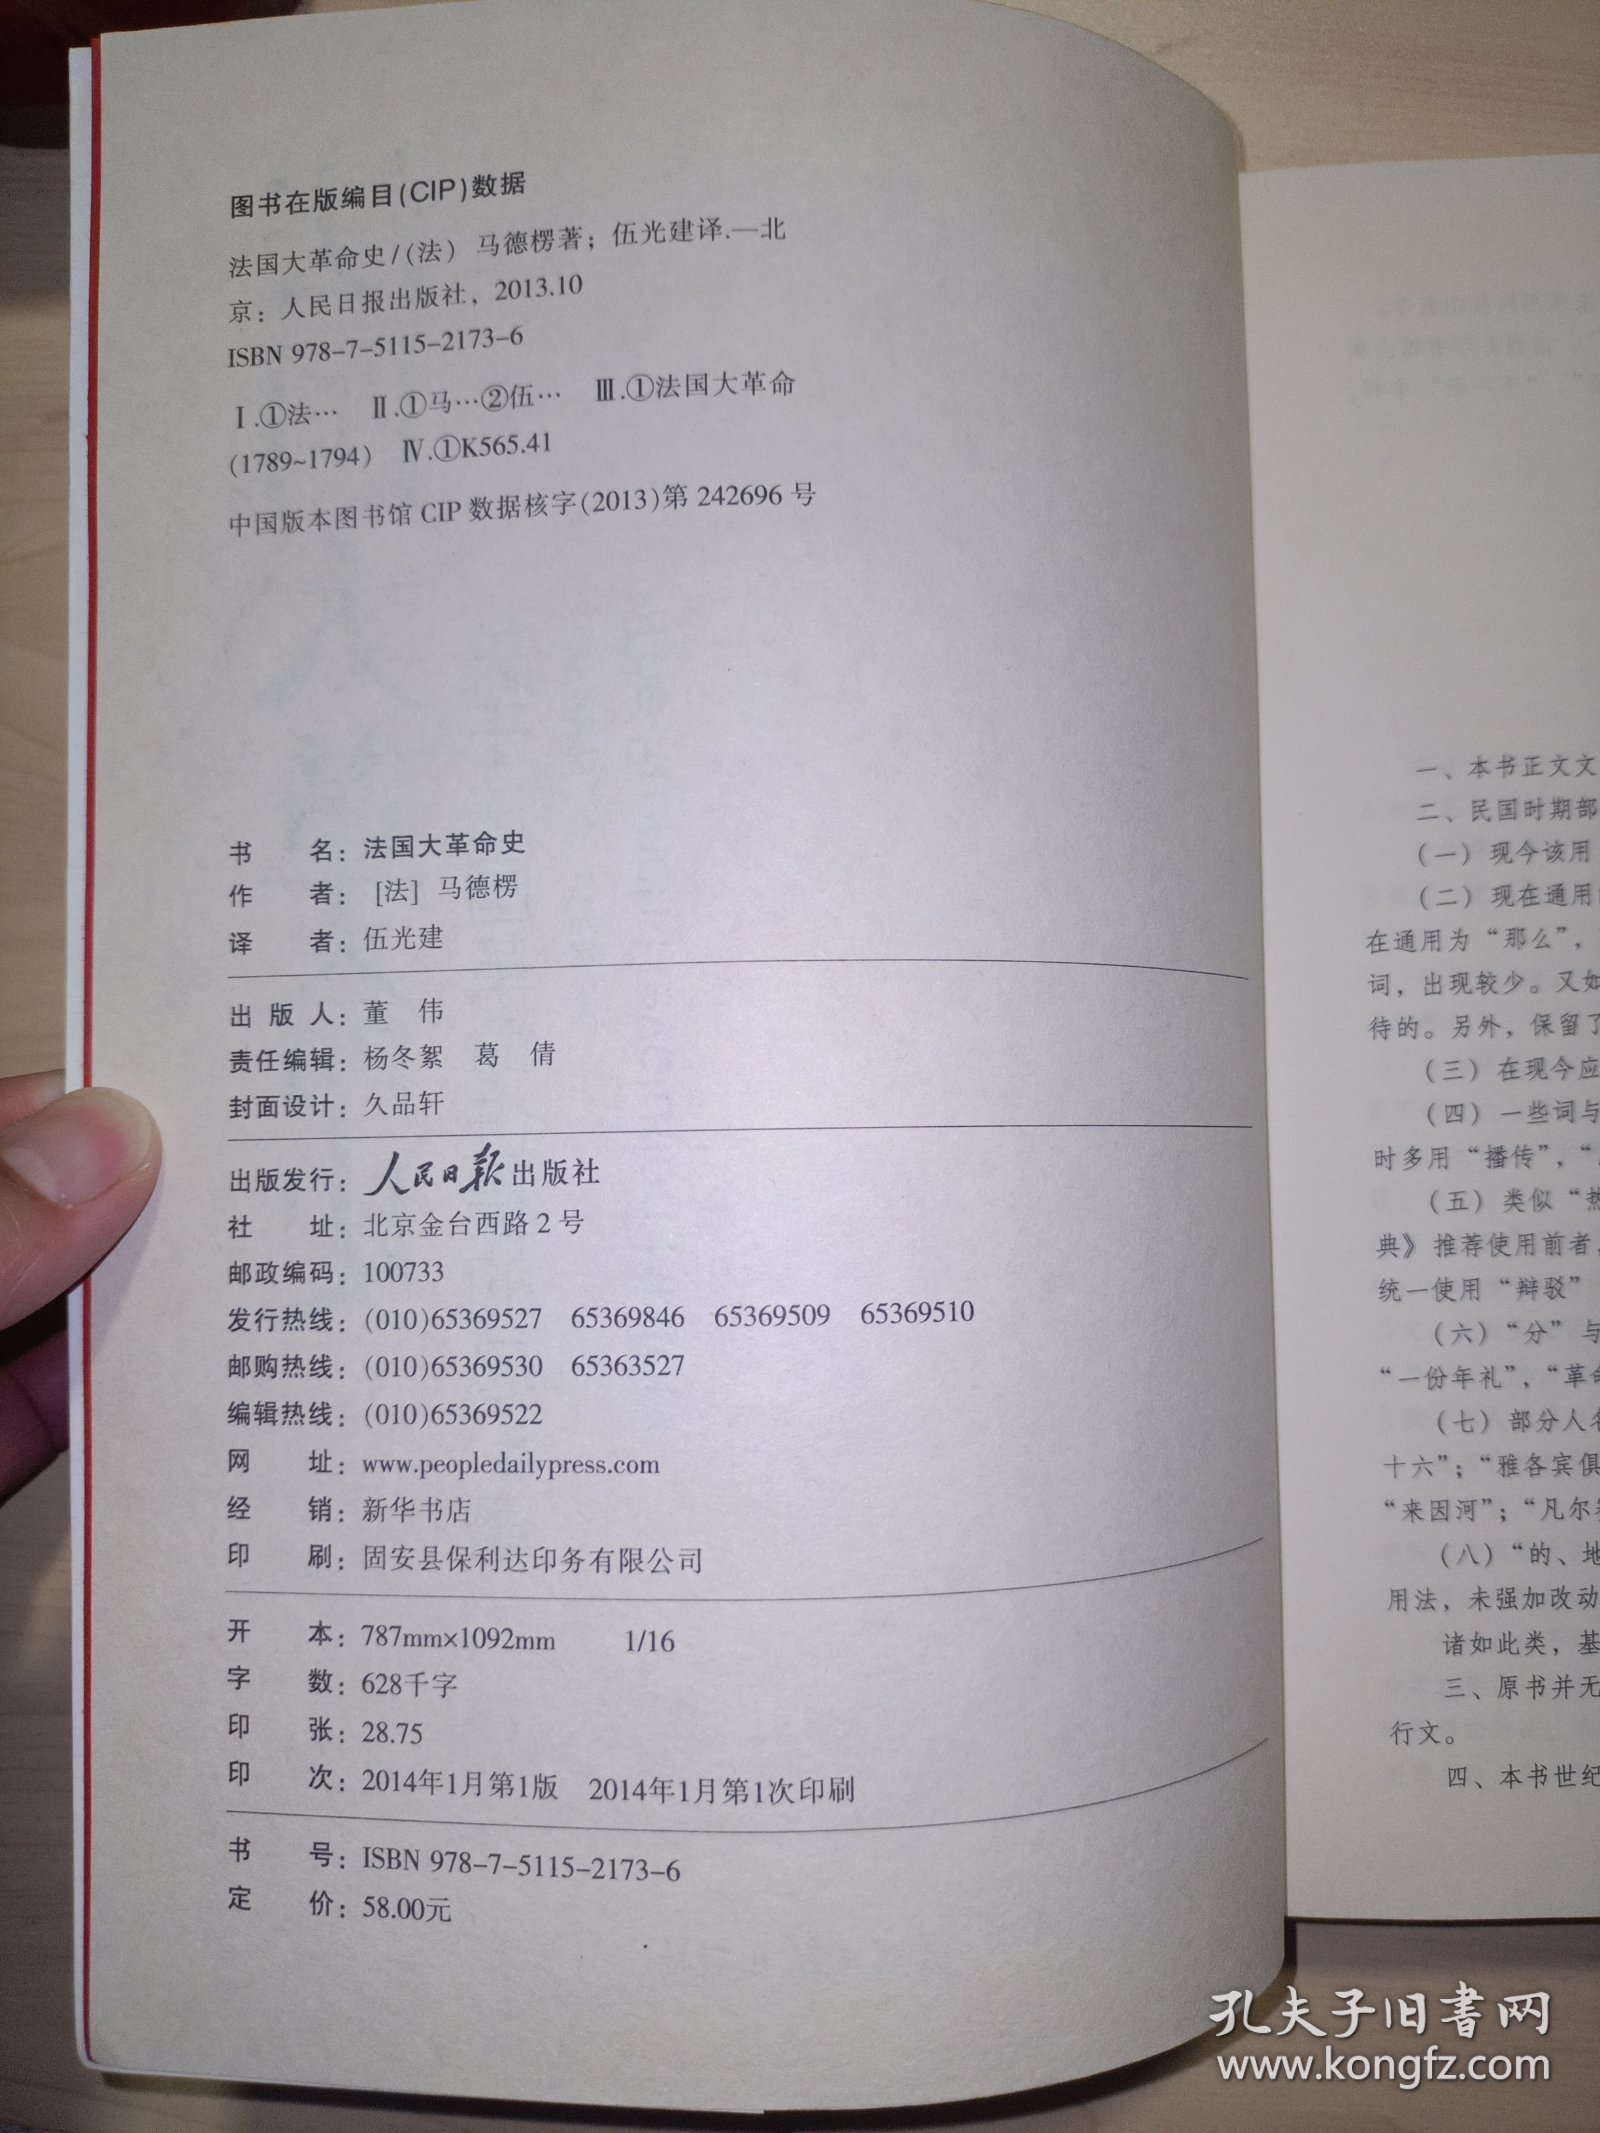 图书在版编目(CIP)数据
法国大革命史/(法) 马德楞著；伍光建译.—北
京：人民日报出版社，2013.10
ISBN 978-7-5115-2173-6
Ⅰ.①法… Ⅱ.①马…②伍… Ⅲ.①法国大革命
(1789~1794) Ⅳ.①K565.41
中国版本图书馆 CIP 数据核字(2013)第 242696 号
书 名：法国大革命史
作 者：[法] 马德楞
译 者：伍光建
出 版 人：董 伟
责任编辑：杨冬絮 葛 倩
封面设计：久品轩
出版发行：人民日报出版社
社 址：北京金台西路 2 号
邮政编码：100733
发行热线：(010)65369527 65369846 65369509 65369510
邮购热线：(010)65369530 65363527
编辑热线：(010)65369522
网 址：www.peopledailypress.com
经 销：新华书店
印 刷：固安县保利达印务有限公司
开 本：787mm×1092mm 1/16
字 数：628千字
印 张：28.75
印 次：2014年1月第1版 2014年1月第1次印刷
书 号：ISBN 978-7-5115-2173-6
定 价：58.00元
一、本书正文文
二、民国时期部
（一）现今该用
（二）现在通用
在通用为“那么”，
词，出现较少。又如
待的。另外，保留了
（三）在现今应
（四）一些词与
时多用“播传”，“
（五）类似“热
典》推荐使用前者，
统一使用“辩驳”
（六）“分”与
“一份年礼”，“革命
（七）部分人名
十六”；“雅各宾俱
“来因河”；“凡尔
（八）“的、地
用法，未强加改动
诸如此类，基
三、原书并无
行文。
四、本书世纪
孔夫子旧书网
www.kongfz.com